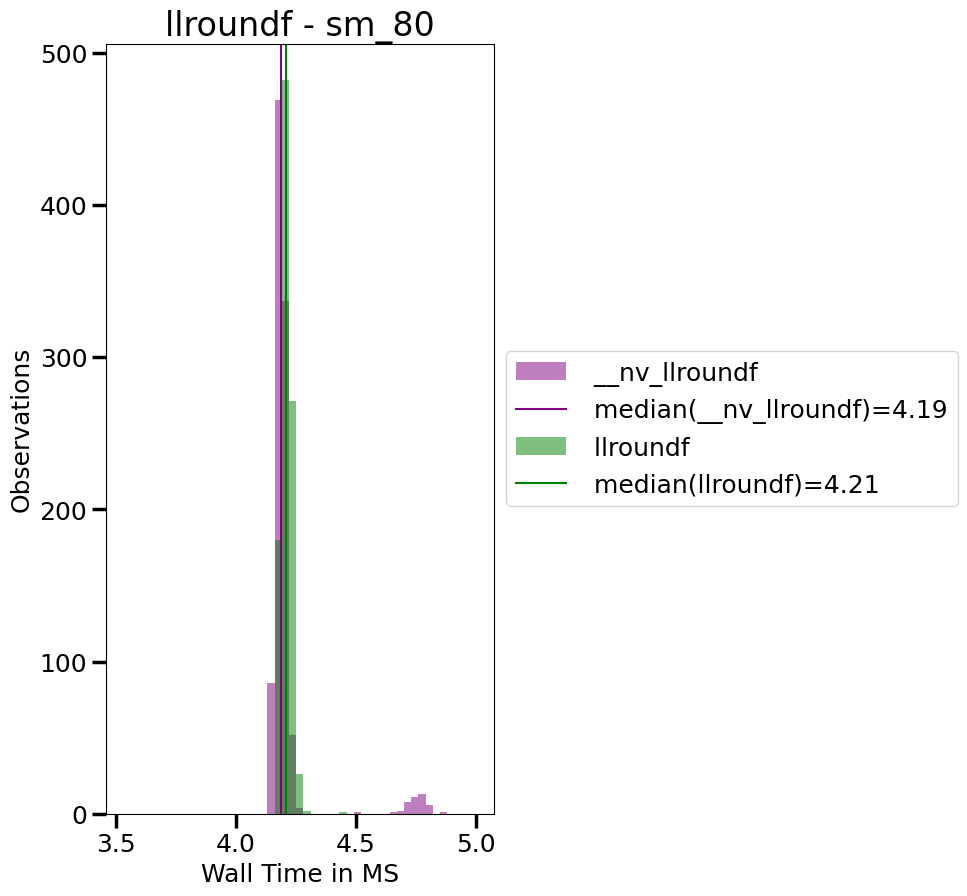 llroundf - sm_80
500
400
300
200
100
0
Observations
3.5 4.0 4.5 5.0
Wall Time in MS
__nv_llroundf
median(__nv_llroundf)=4.19
llroundf
median(llroundf)=4.21